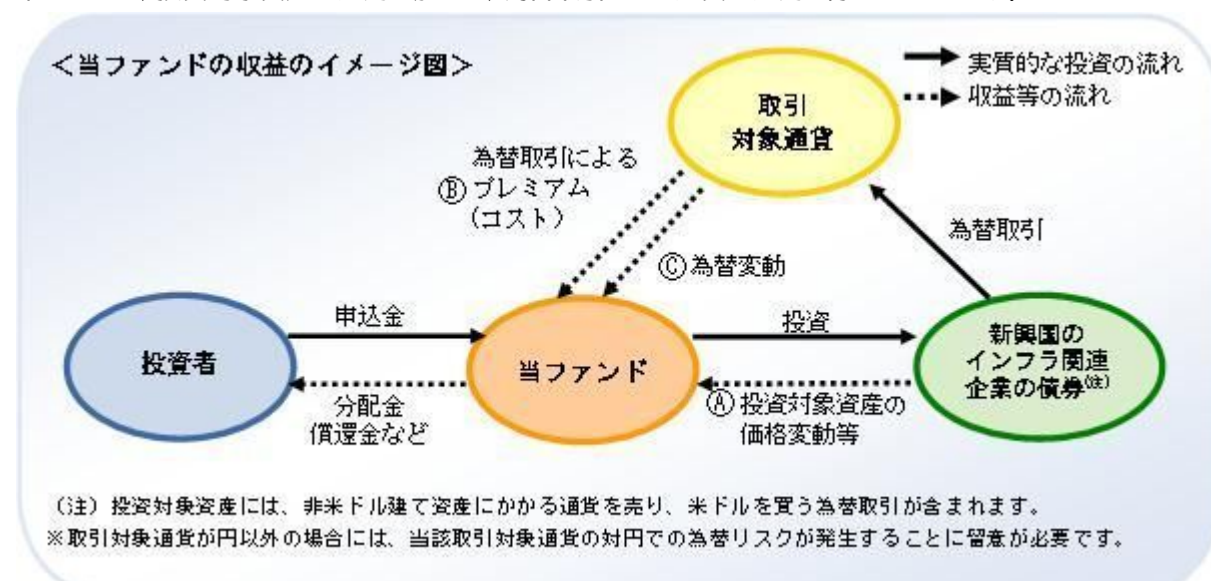 ＜当ファンドの収益のイメージ図＞
実質的な投資の流れ
収益等の流れ
取引
対象通貨
為替取引による
Ⓑプレミアム
（コスト）
為替取引
Ⓒ為替変動
申込金
投資
投資者
当ファンド
新興国の
インフラ関連
企業の債券(注)
分配金
償還金など
Ⓐ投資対象資産の
価格変動等
（注）投資対象資産には、非米ドル建て資産にかかる通貨を売り、米ドルを買う為替取引が含まれます。
※取引対象通貨が円以外の場合には、当該取引対象通貨の対円での為替リスクが発生することに留意が必要です。